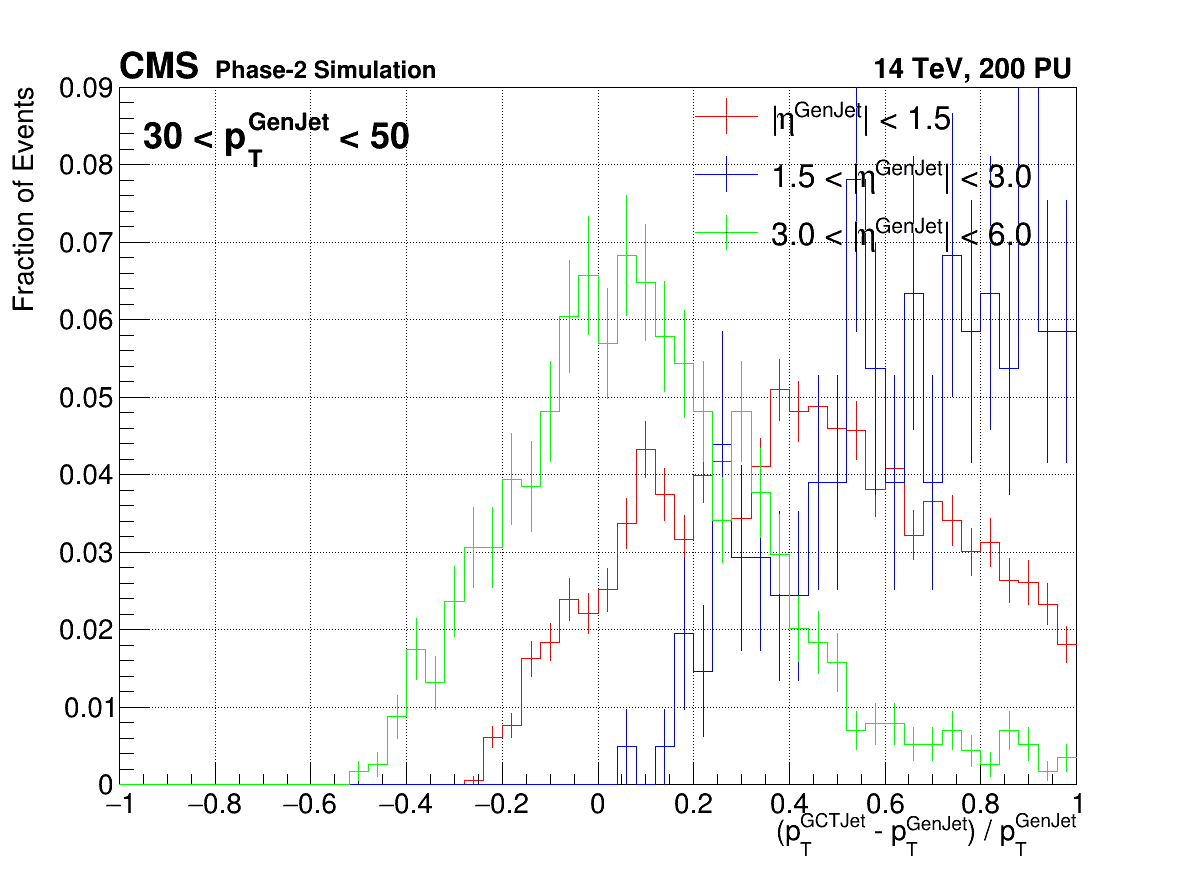 CMS Phase-2 Simulation 14 TeV, 200 PU
Fraction of Events
30 < p_T^GenJet < 50
|η^GenJet| < 1.5
1.5 < |η^GenJet| < 3.0
3.0 < |η^GenJet| < 6.0
0.09
0.08
0.07
0.06
0.05
0.04
0.03
0.02
0.01
0
−1 −0.8 −0.6 −0.4 −0.2 0 0.2 0.4 0.6 0.8 1
(p_T^GCTJet - p_T^GenJet) / p_T^GenJet